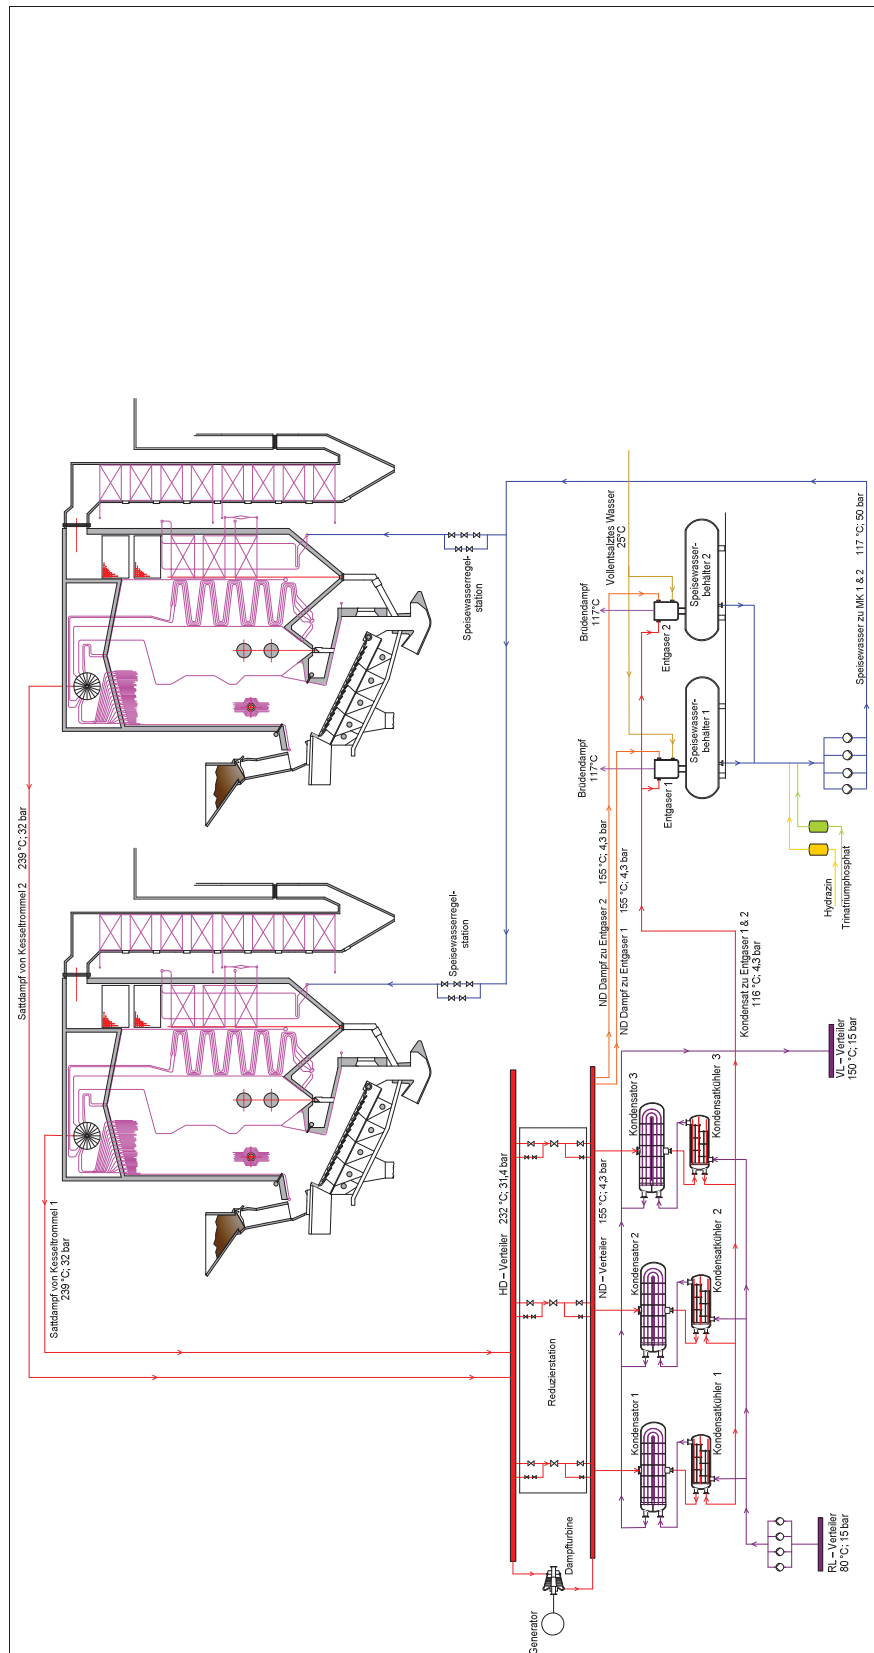 Sattdampf von Kesseltrommel 2    239 °C; 32 bar
Sattdampf von Kesseltrommel 1
239 °C; 32 bar
Speisewasserregel-
station
Speisewasserregel-
station
HD – Verteiler    232 °C; 31,4 bar
Reduzierstation
Dampfturbine
Generator
ND – Verteiler    155 °C; 4,3 bar
ND Dampf zu Entgaser 2    155 °C; 4,3 bar
ND Dampf zu Entgaser 1    155 °C; 4,3 bar
Brüdendampf
117°C
Brüdendampf
117°C
Vollentsalztes Wasser
25°C
Entgaser 1
Entgaser 2
Speisewasser-
behälter 1
Speisewasser-
behälter 2
Speisewasser zu MK 1 & 2    117 °C; 50 bar
Hydrazin
Trinatriumphosphat
Kondensator 1
Kondensator 2
Kondensator 3
Kondensatkühler 1
Kondensatkühler 2
Kondensatkühler 3
Kondensat zu Entgaser 1 & 2
116 °C; 4,3 bar
RL – Verteiler
80 °C; 15 bar
VL – Verteiler
150 °C; 15 bar